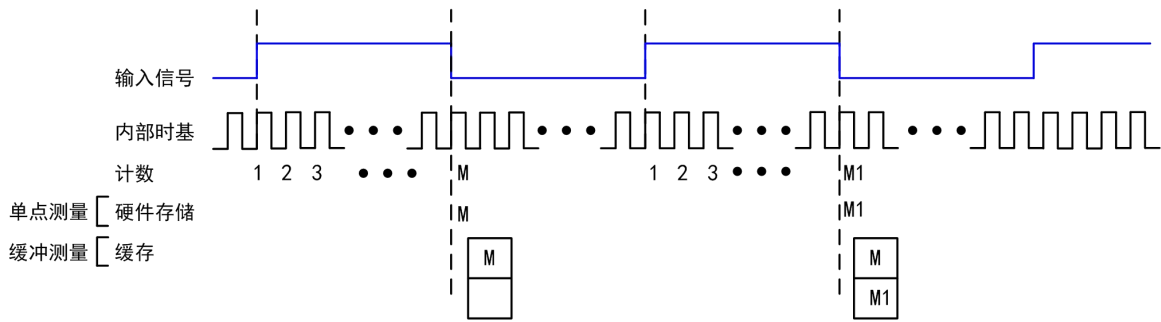 输入信号
内部时基
计数 1 2 3 M 1 2 3 M1
单点测量 硬件存储 M M1
缓冲测量 缓存 M M
M1